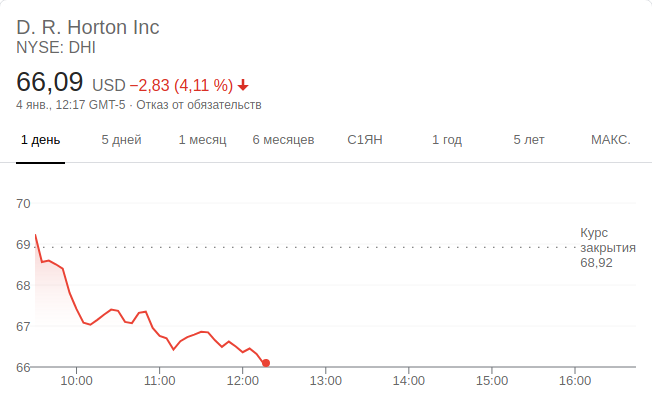 D. R. Horton Inc
NYSE: DHI
66,09 USD −2,83 (4,11 %)
4 янв., 12:17 GMT-5 · Отказ от обязательств
1 день 5 дней 1 месяц 6 месяцев С1ЯН 1 год 5 лет МАКС.
70
Курс
69 закрытия
68,92
68
67
66
10:00 11:00 12:00 13:00 14:00 15:00 16:00